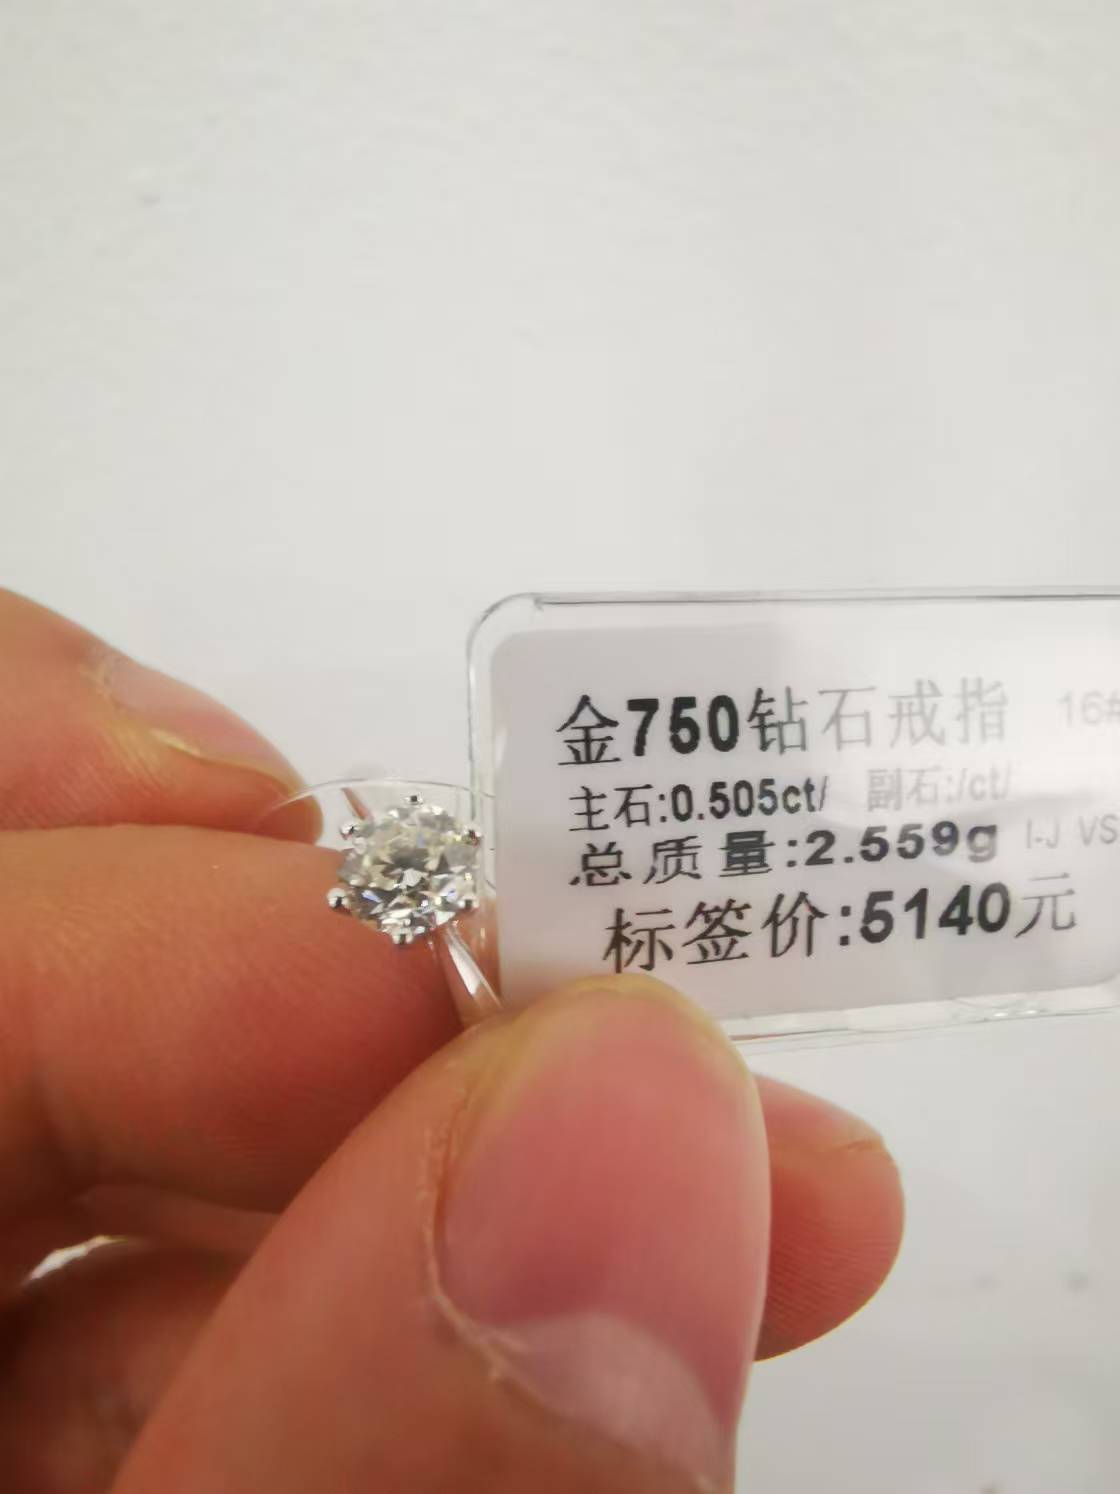 金750钻石戒指 16#
主石:0.505ct/ 副石:/ct/
总质量:2.559g I-J VS
标签价:5140元